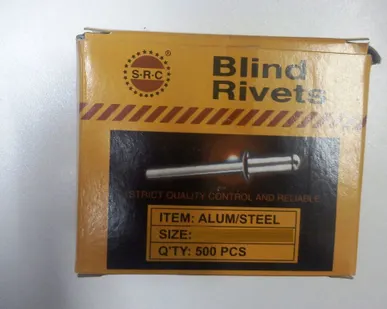 S·R·C ®
Blind
Rivets
STRICT QUALITY CONTROL AND RELIABLE
ITEM: ALUM/STEEL
SIZE:
Q'TY: 500 PCS